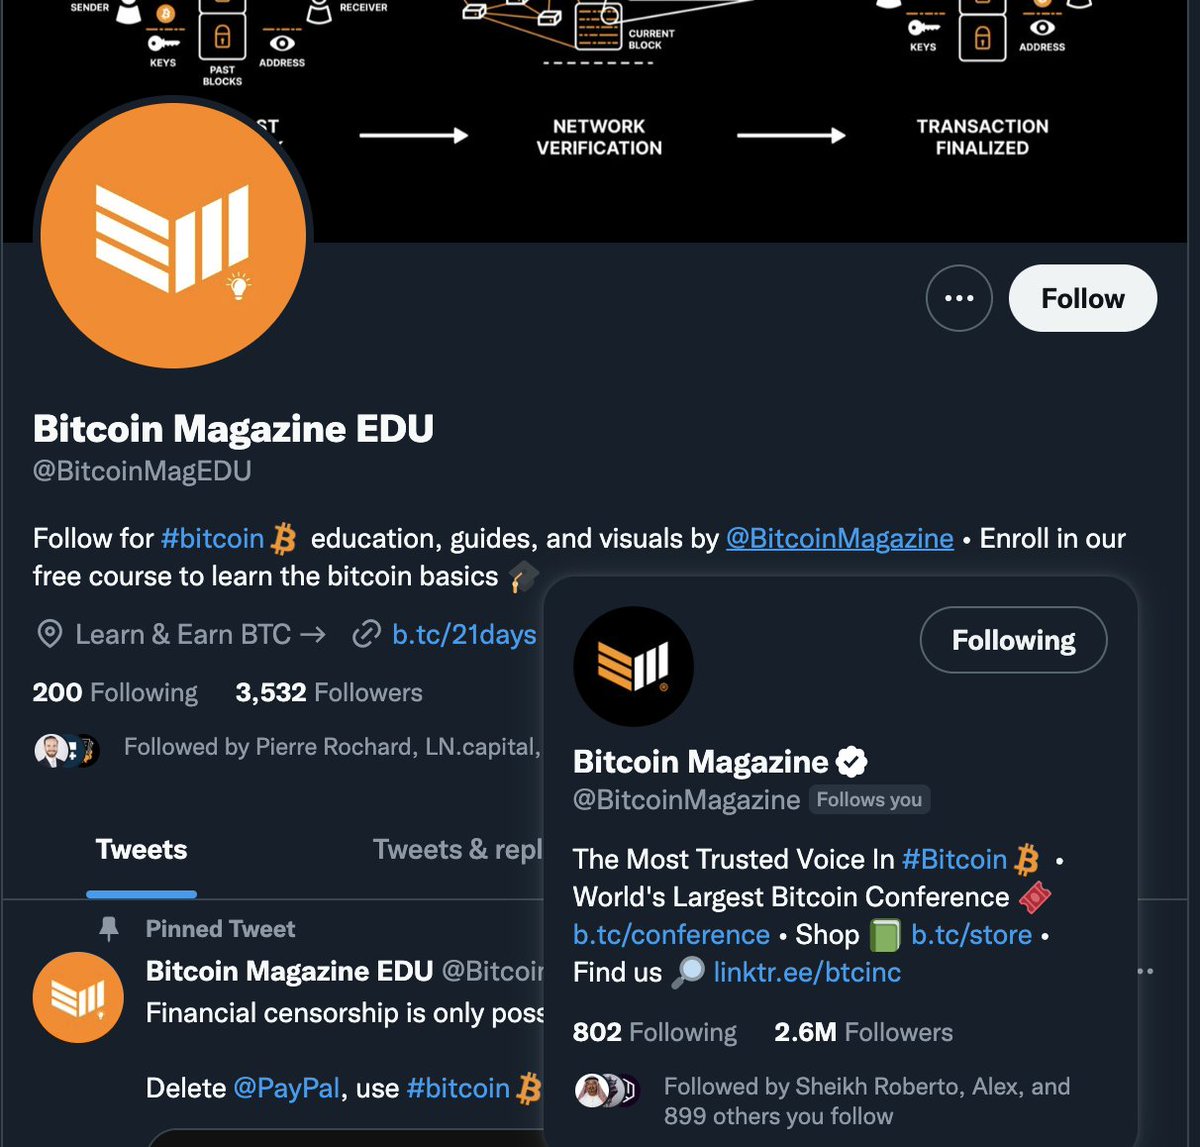 SENDER
RECEIVER
KEYS
PAST
BLOCKS
ADDRESS
CURRENT
BLOCK
KEYS
ADDRESS
ST
NETWORK
VERIFICATION
TRANSACTION
FINALIZED
Follow
Bitcoin Magazine EDU
@BitcoinMagEDU
Follow for #bitcoin education, guides, and visuals by @BitcoinMagazine • Enroll in our
free course to learn the bitcoin basics 🎓
Learn & Earn BTC → b.tc/21days
200 Following 3,532 Followers
Followed by Pierre Rochard, LN.capital,
Tweets Tweets & repl
Pinned Tweet
Bitcoin Magazine EDU @Bitcoi
Financial censorship is only poss
Delete @PayPal, use #bitcoin
Following
Bitcoin Magazine
@BitcoinMagazine Follows you
The Most Trusted Voice In #Bitcoin •
World's Largest Bitcoin Conference 🎟️
b.tc/conference • Shop 📗 b.tc/store •
Find us 🔎 linktr.ee/btcinc
802 Following 2.6M Followers
Followed by Sheikh Roberto, Alex, and
899 others you follow